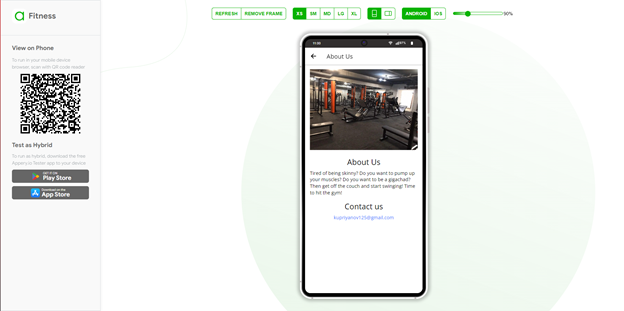 Fitness
REFRESH REMOVE FRAME XS SM MD LG XL ANDROID iOS 90%
View on Phone
To run in your mobile device
browser, scan with QR code reader
Test as Hybrid
To run as hybrid, download the free
Appery.io Tester app to your device
GET IT ON
Play Store
Download on the
App Store
About Us
About Us
Tired of being skinny? Do you want to pump up
your muscles? Do you want to be a gigachad?
Then get off the couch and start swinging! Time
to hit the gym!
Contact us
kupriyanov125@gmail.com